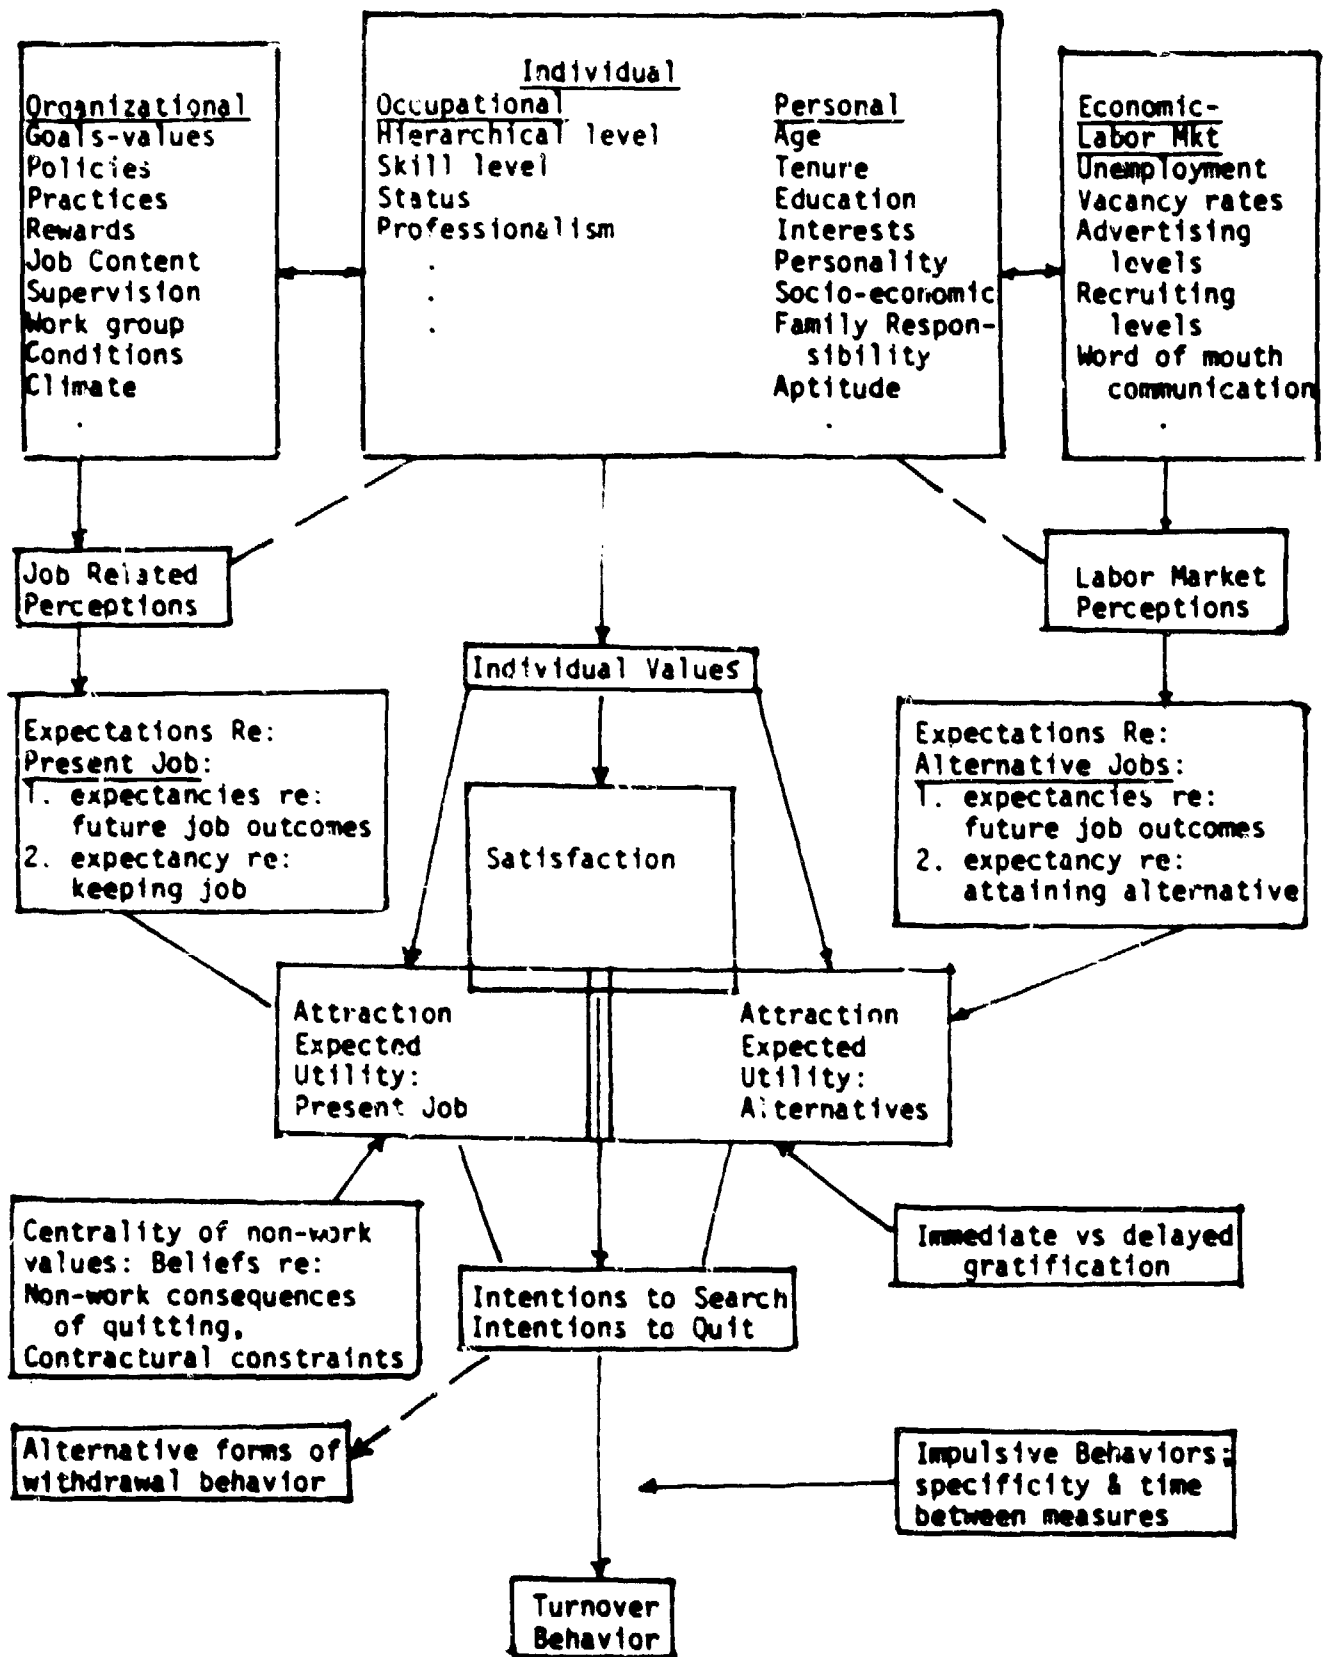 Organizational
Goals-values
Policies
Practices
Rewards
Job Content
Supervision
Work group
Conditions
Climate
.
Individual
Occupational
Hierarchical level
Skill level
Status
Professionalism
.
.
.
Personal
Age
Tenure
Education
Interests
Personality
Socio-economic
Family Respon-
sibility
Aptitude
.
Economic-
Labor Mkt
Unemployment
Vacancy rates
Advertising
levels
Recruiting
levels
Word of mouth
communication
.
Job Related
Perceptions
Labor Market
Perceptions
Individual Values
Expectations Re:
Present Job:
1. expectancies re:
future job outcomes
2. expectancy re:
keeping job
Satisfaction
Expectations Re:
Alternative Jobs:
1. expectancies re:
future job outcomes
2. expectancy re:
attaining alternative
Attraction
Expected
Utility:
Present Job
Attraction
Expected
Utility:
Alternatives
Centrality of non-work
values: Beliefs re:
Non-work consequences
of quitting,
Contractural constraints
Intentions to Search
Intentions to Quit
Immediate vs delayed
gratification
Alternative forms of
withdrawal behavior
Impulsive Behaviors;
specificity & time
between measures
Turnover
Behavior